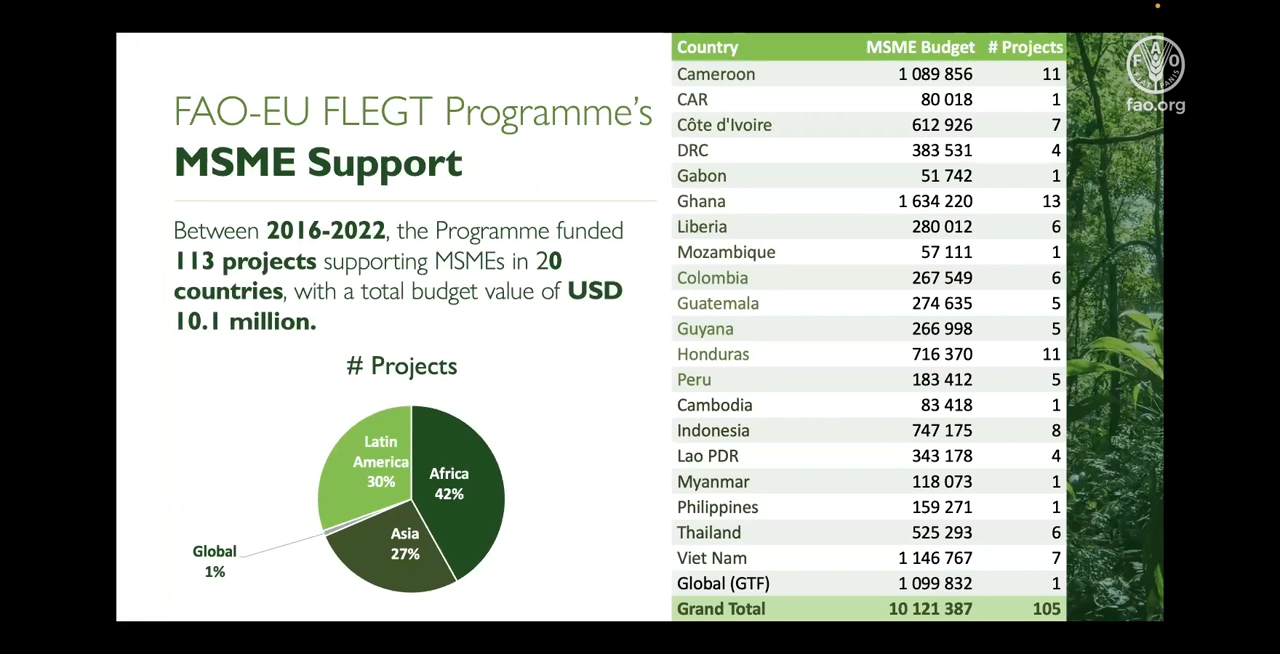 FAO-EU FLEGT Programme's
MSME Support
Between 2016-2022, the Programme funded
113 projects supporting MSMEs in 20
countries, with a total budget value of USD
10.1 million.
# Projects
Latin
America
30%
Africa
42%
Asia
27%
Global
1%
Country MSME Budget # Projects
Cameroon 1 089 856 11
CAR 80 018 1
Côte d'Ivoire 612 926 7
DRC 383 531 4
Gabon 51 742 1
Ghana 1 634 220 13
Liberia 280 012 6
Mozambique 57 111 1
Colombia 267 549 6
Guatemala 274 635 5
Guyana 266 998 5
Honduras 716 370 11
Peru 183 412 5
Cambodia 83 418 1
Indonesia 747 175 8
Lao PDR 343 178 4
Myanmar 118 073 1
Philippines 159 271 1
Thailand 525 293 6
Viet Nam 1 146 767 7
Global (GTF) 1 099 832 1
Grand Total 10 121 387 105
F A O
fao.org